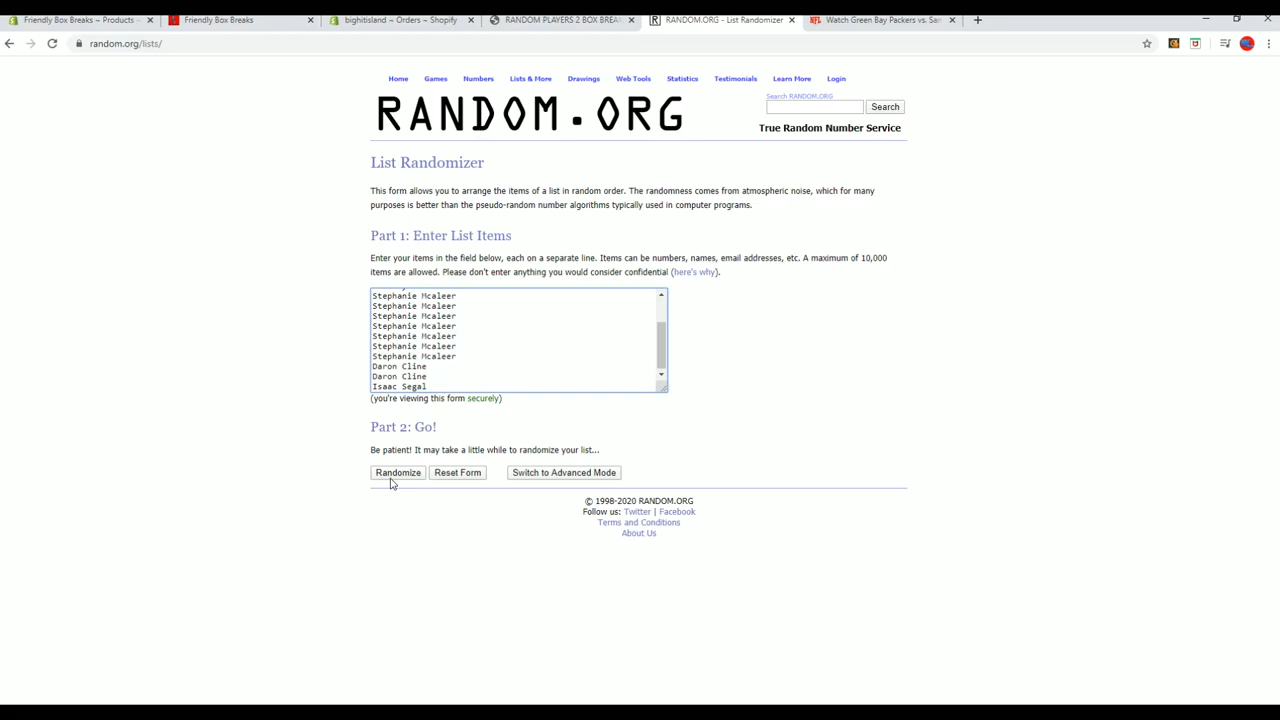 Friendly Box Breaks ~ Products ~
Friendly Box Breaks
bighitisland ~ Orders ~ Shopify
RANDOM PLAYERS 2 BOX BREA
RANDOM.ORG - List Randomizer
Watch Green Bay Packers vs. San
random.org/lists/
Home Games Numbers Lists & More Drawings Web Tools Statistics Testimonials Learn More Login
RANDOM.ORG
Search RANDOM.ORG
Search
True Random Number Service
List Randomizer
This form allows you to arrange the items of a list in random order. The randomness comes from atmospheric noise, which for many
purposes is better than the pseudo-random number algorithms typically used in computer programs.
Part 1: Enter List Items
Enter your items in the field below, each on a separate line. Items can be numbers, names, email addresses, etc. A maximum of 10,000
items are allowed. Please don't enter anything you would consider confidential (here's why).
Stephanie Mcaleer
Stephanie Mcaleer
Stephanie Mcaleer
Stephanie Mcaleer
Stephanie Mcaleer
Stephanie Mcaleer
Stephanie Mcaleer
Daron Cline
Daron Cline
Isaac Segal
(you're viewing this form securely)
Part 2: Go!
Be patient! It may take a little while to randomize your list...
Randomize Reset Form Switch to Advanced Mode
© 1998-2020 RANDOM.ORG
Follow us: Twitter | Facebook
Terms and Conditions
About Us